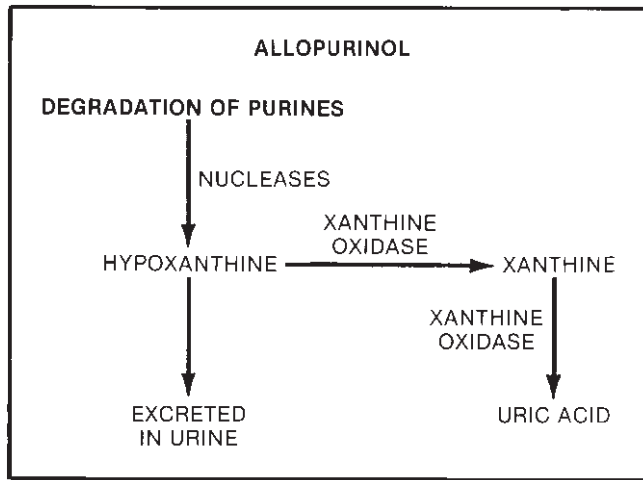 ALLOPURINOL
DEGRADATION OF PURINES
NUCLEASES
XANTHINE
OXIDASE
HYPOXANTHINE
XANTHINE
XANTHINE
OXIDASE
EXCRETED
IN URINE
URIC ACID